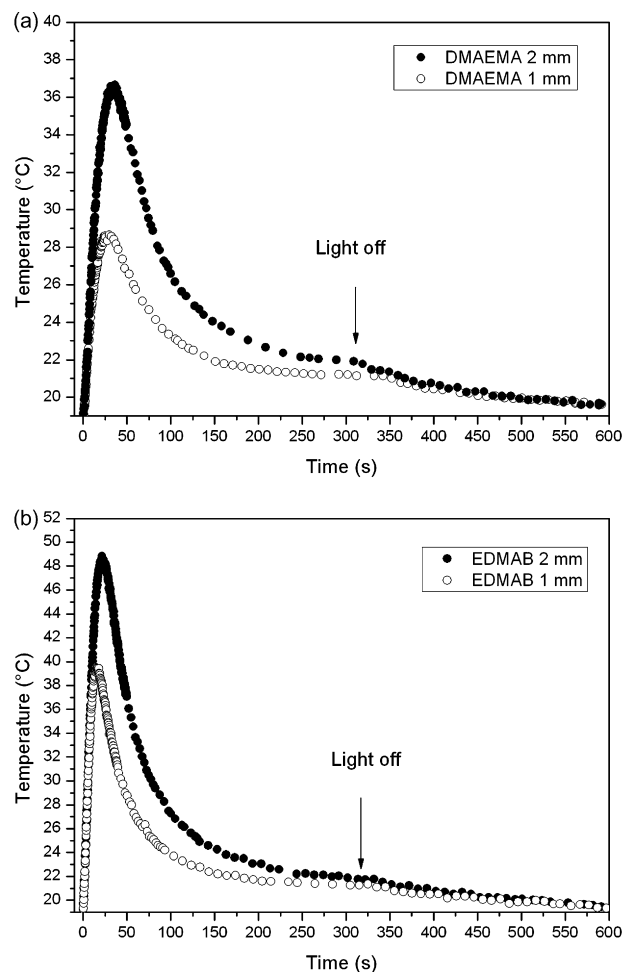 (a)
40
38
36
34
32
30
28
26
24
22
20
Temperature (°C)
DMAEMA 2 mm
DMAEMA 1 mm
Light off
0 50 100 150 200 250 300 350 400 450 500 550 600
Time (s)
(b)
52
48
46
44
42
40
38
36
34
32
30
28
26
24
22
20
Temperature (°C)
EDMAB 2 mm
EDMAB 1 mm
Light off
0 50 100 150 200 250 300 350 400 450 500 550 600
Time (s)